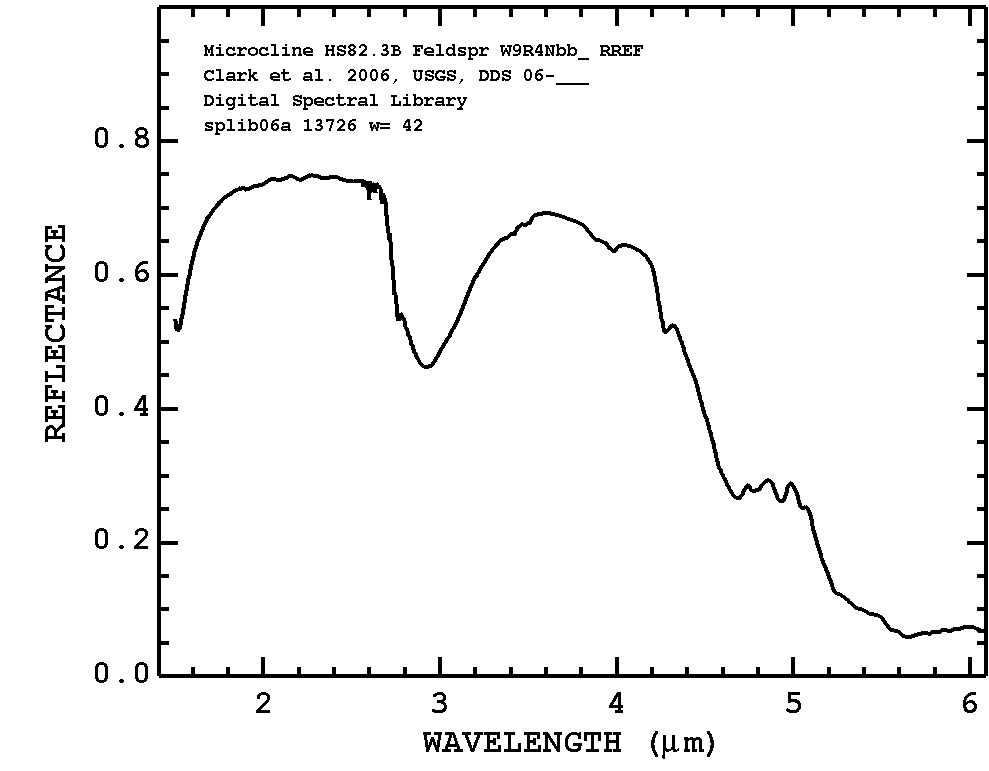 Microcline HS82.3B Feldspr W9R4Nbb_ RREF
Clark et al. 2006, USGS, DDS 06-___
Digital Spectral Library
splib06a 13726 w= 42
0.8
0.6
0.4
0.2
0.0
REFLECTANCE
2 3 4 5 6
WAVELENGTH (μm)